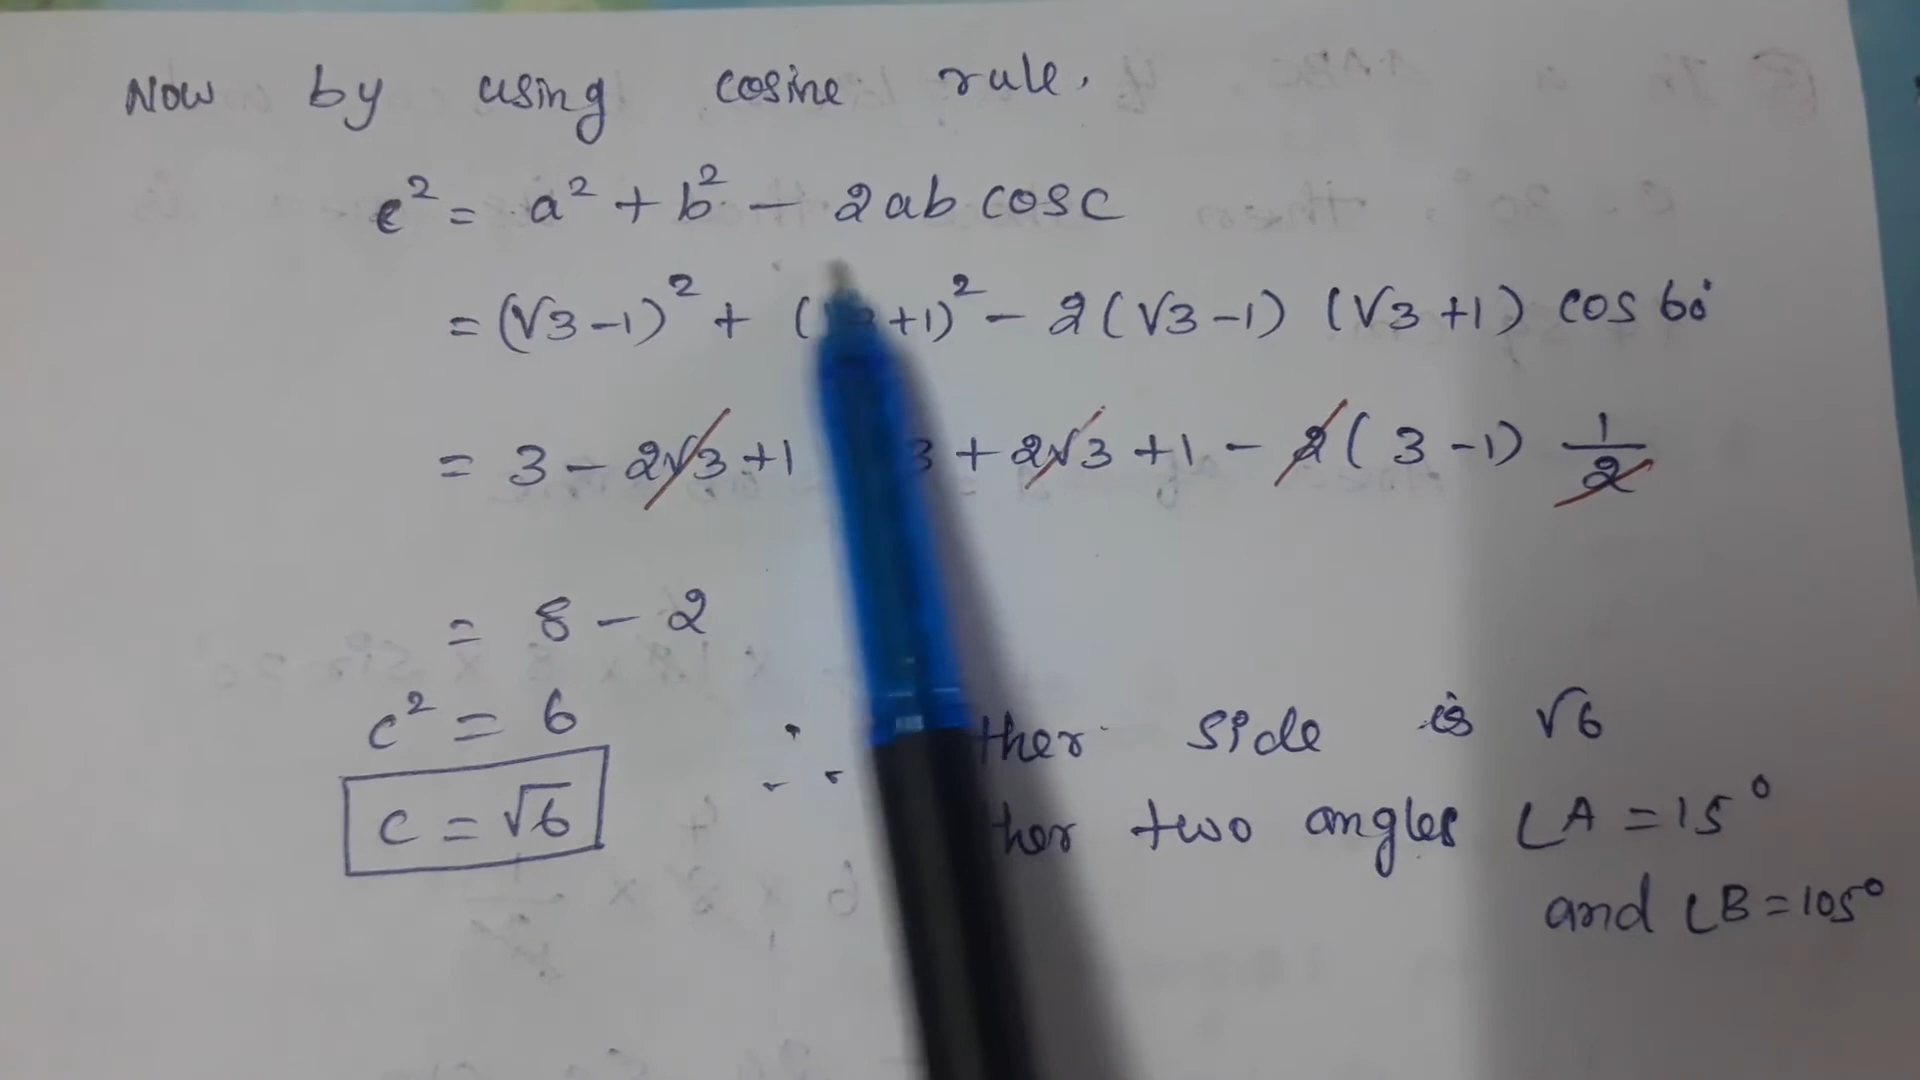 Now by using cosine rule,
c² = a² + b² - 2ab cosc
= (√3-1)² + ( +1)² - 2(√3-1) (√3+1) cos 60°
= 3 - 2√3 + 1 3 + 2√3 + 1 - 2(3-1) 1/2
= 8 - 2
c² = 6
c = √6
∴ ther side is √6
her two angles ∠A = 15°
and ∠B = 105°